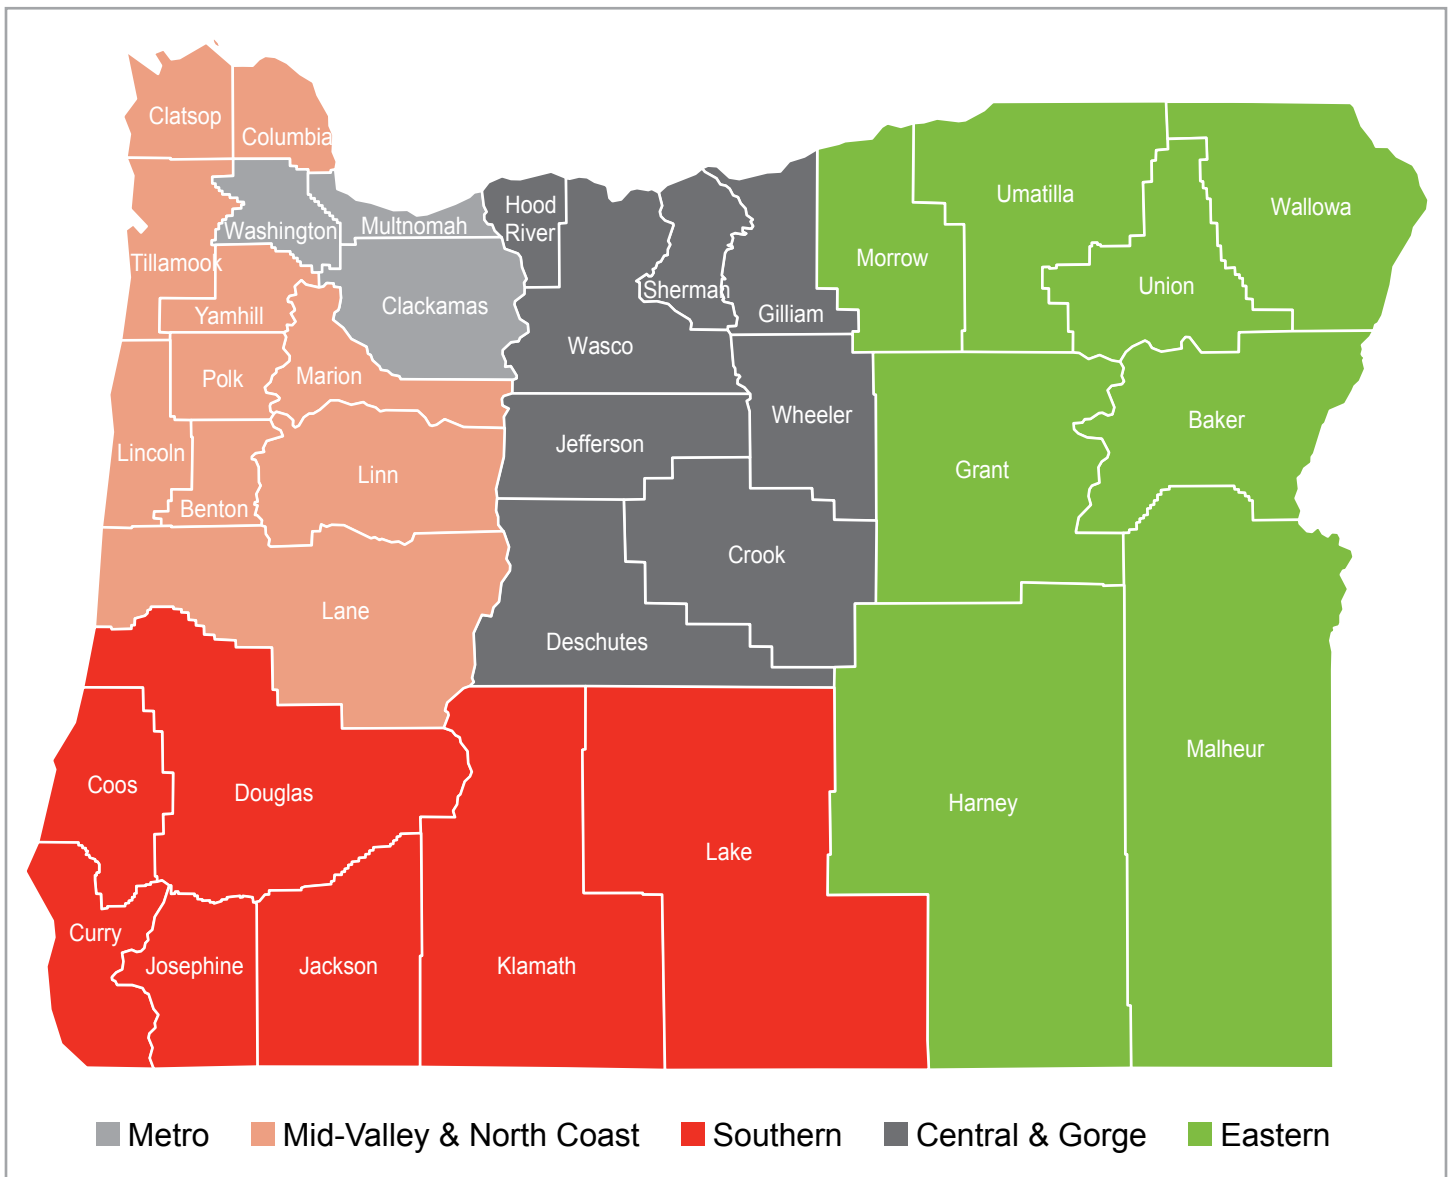 Clatsop
Columbia
Washington
Multnomah
Hood
River
Tillamook
Yamhill
Clackamas
Sherman
Gilliam
Morrow
Umatilla
Union
Wallowa
Polk
Marion
Wasco
Wheeler
Baker
Lincoln
Benton
Linn
Jefferson
Grant
Lane
Crook
Deschutes
Coos
Douglas
Lake
Harney
Malheur
Curry
Josephine
Jackson
Klamath
Metro
Mid-Valley & North Coast
Southern
Central & Gorge
Eastern